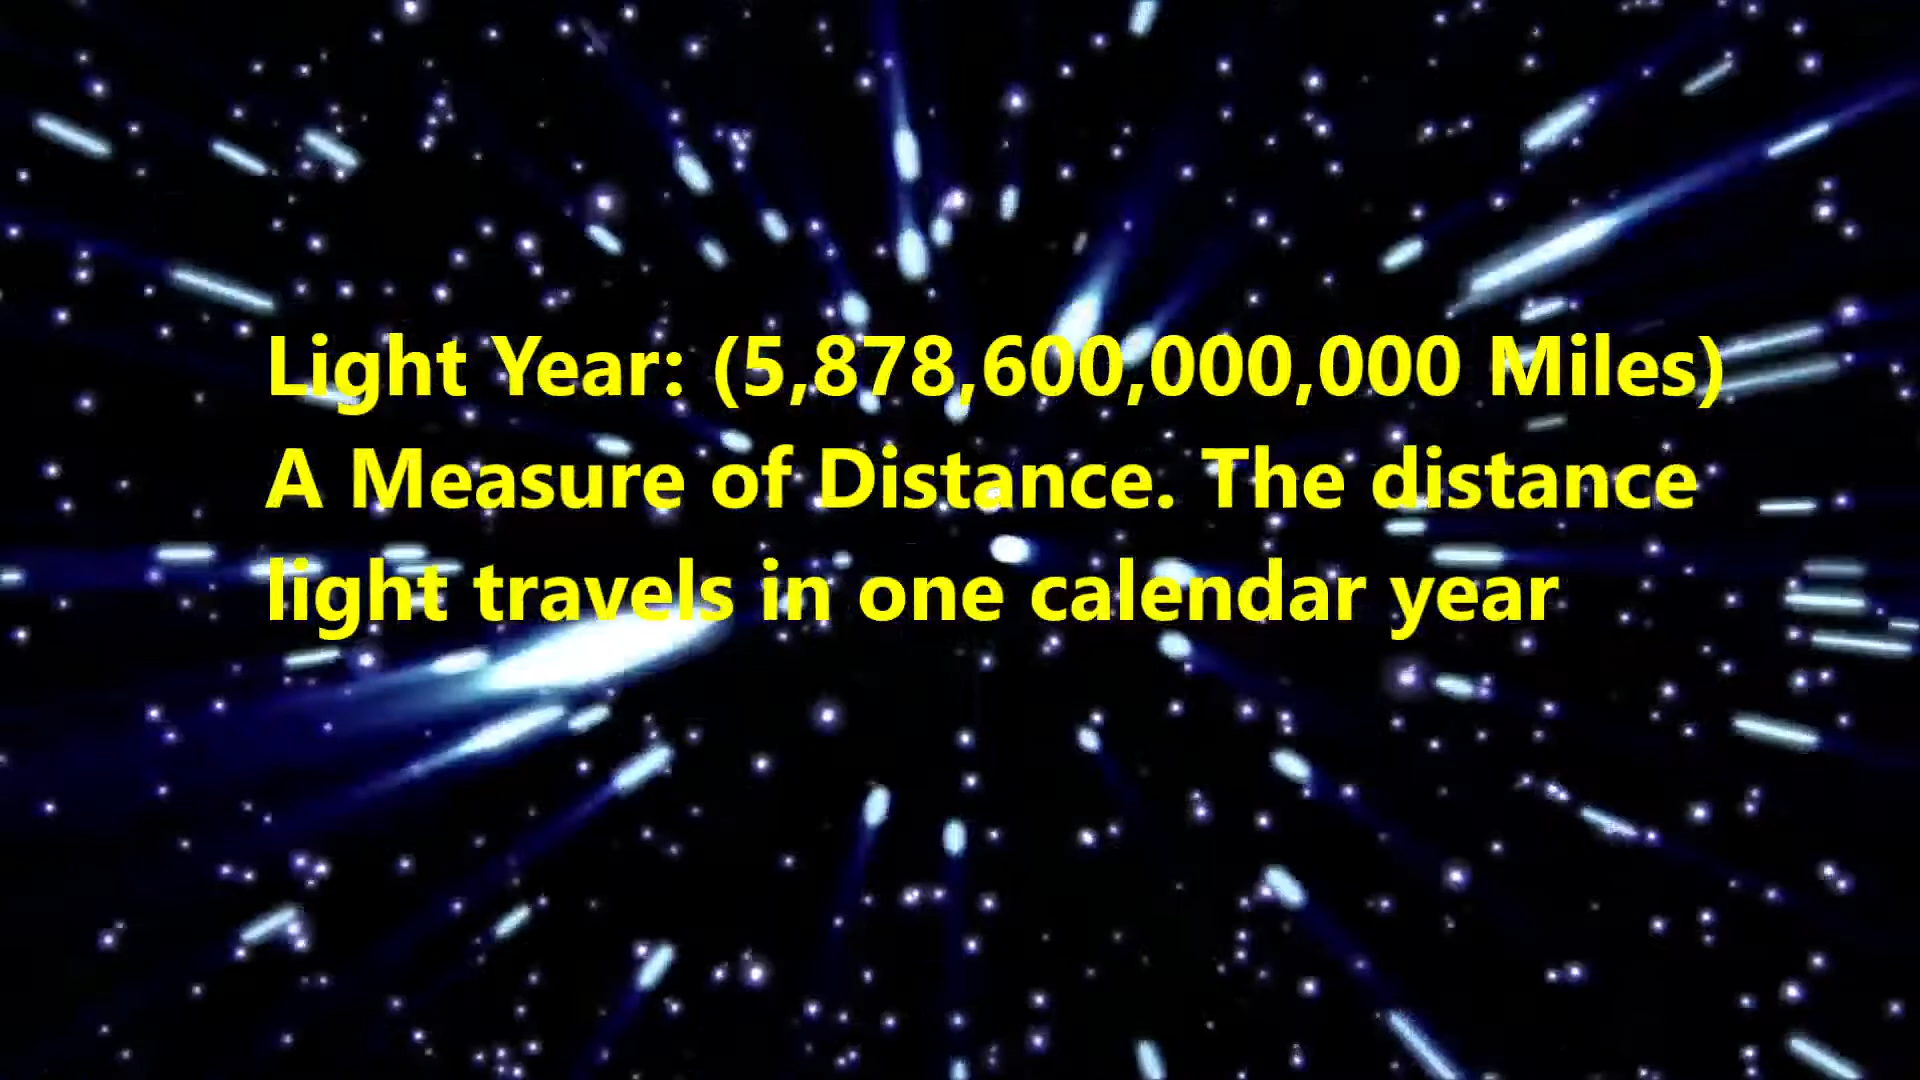 Light Year: (5,878,600,000,000 Miles)
A Measure of Distance. The distance
light travels in one calendar year